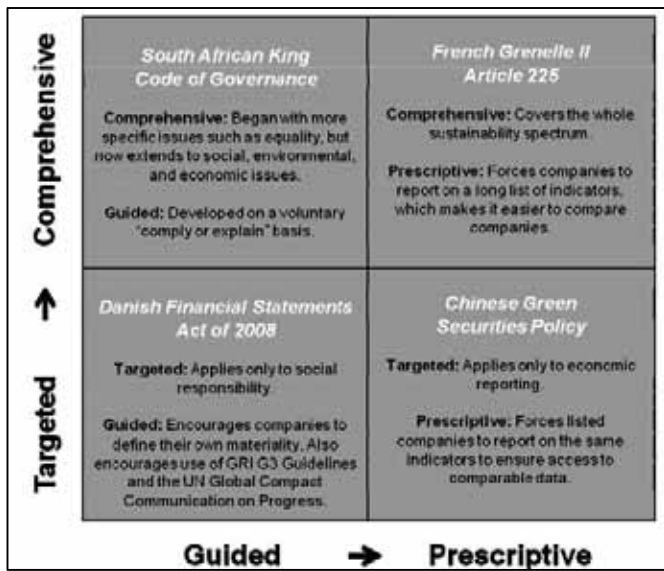 Comprehensive
South African King
Code of Governance
Comprehensive: Began with more
specific issues such as equality, but
now extends to social, environmental,
and economic issues.
Guided: Developed on a voluntary
"comply or explain" basis.
French Grenelle II
Article 225
Comprehensive: Covers the whole
sustainability spectrum.
Prescriptive: Forces companies to
report on a long list of indicators,
which makes it easier to compare
companies.
Targeted
Danish Financial Statements
Act of 2008
Targeted: Applies only to social
responsibility.
Guided: Encourages companies to
define their own materiality. Also
encourages use of GRI G3 Guidelines
and the UN Global Compact
Communication on Progress.
Chinese Green
Securities Policy
Targeted: Applies only to economic
reporting.
Prescriptive: Forces listed
companies to report on the same
indicators to ensure access to
comparable data.
Guided → Prescriptive